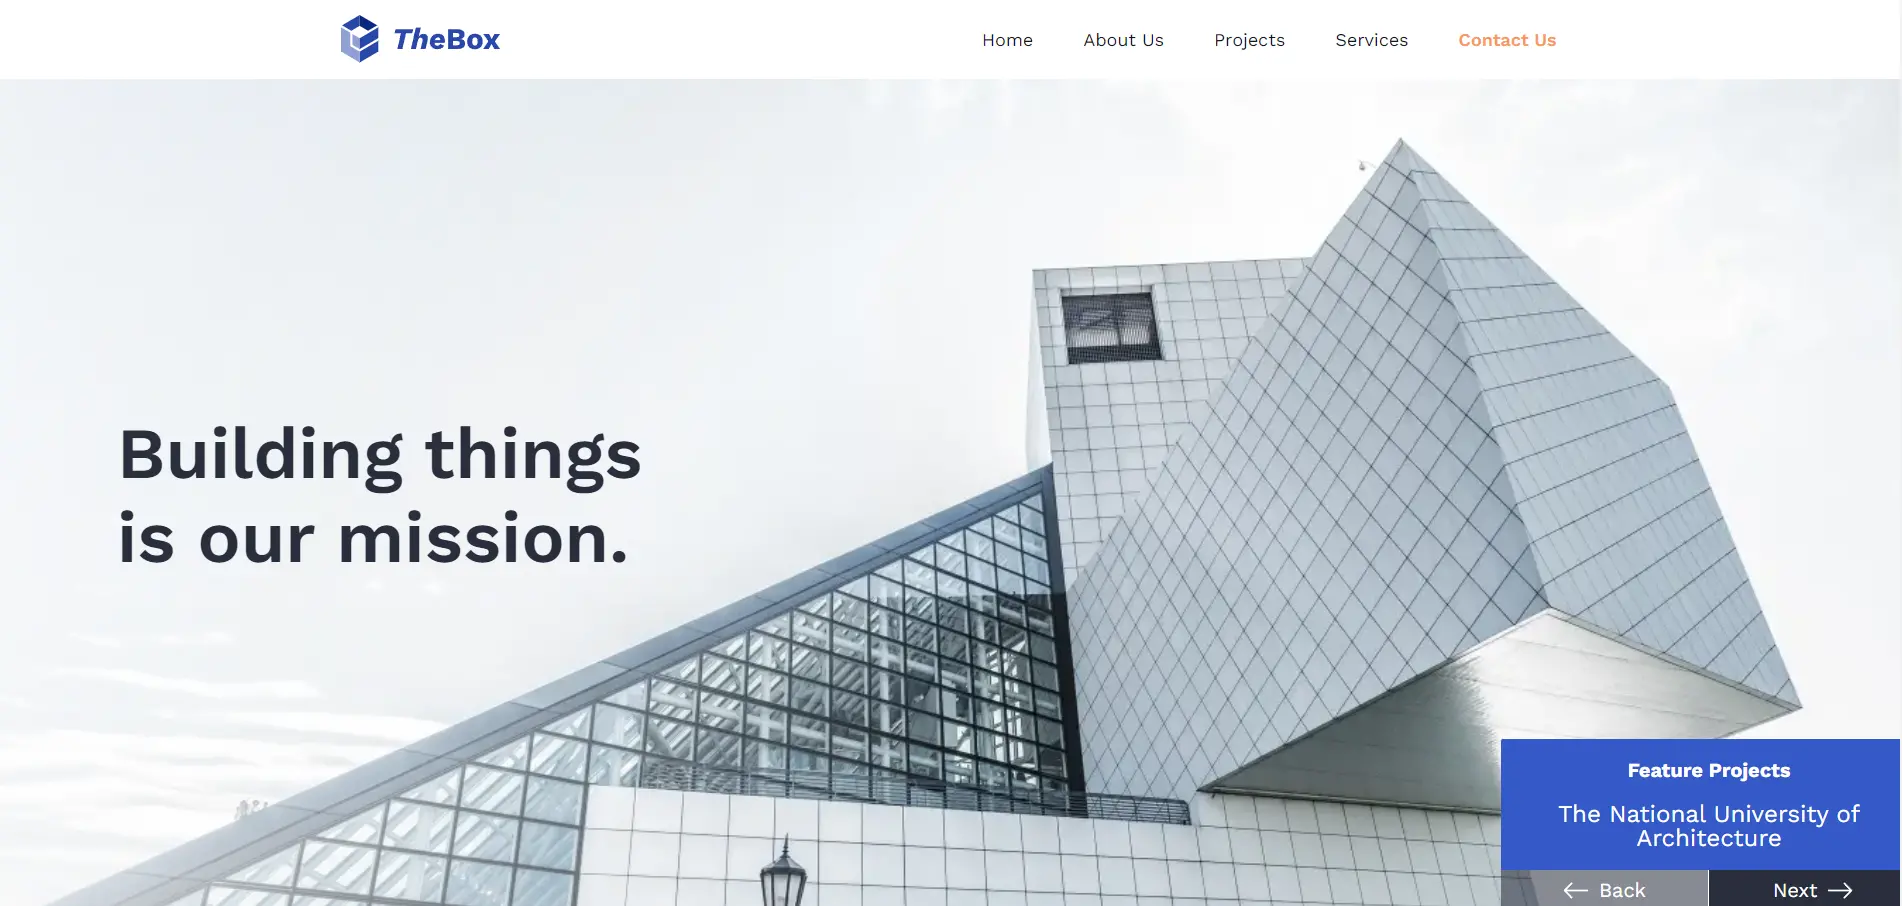 TheBox
Home
About Us
Projects
Services
Contact Us
Building things
is our mission.
Feature Projects
The National University of
Architecture
Back
Next